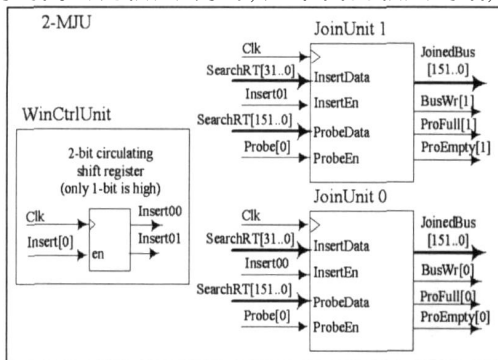 2-MJU
JoinUnit 1
Clk
SearchRT[31..0]
InsertData
Insert01
InsertEn
SearchRT[151..0]
ProbeData
Probe[0]
ProbeEn
JoinedBus
[151..0]
BusWr[1]
ProFull[1]
ProEmpty[1]
WinCtrlUnit
2-bit circulating
shift register
(only 1-bit is high)
Clk
Insert[0]
en
Insert00
Insert01
JoinUnit 0
Clk
SearchRT[31..0]
InsertData
Insert00
InsertEn
SearchRT[151..0]
ProbeData
Probe[0]
ProbeEn
JoinedBus
[151..0]
BusWr[0]
ProFull[0]
ProEmpty[0]